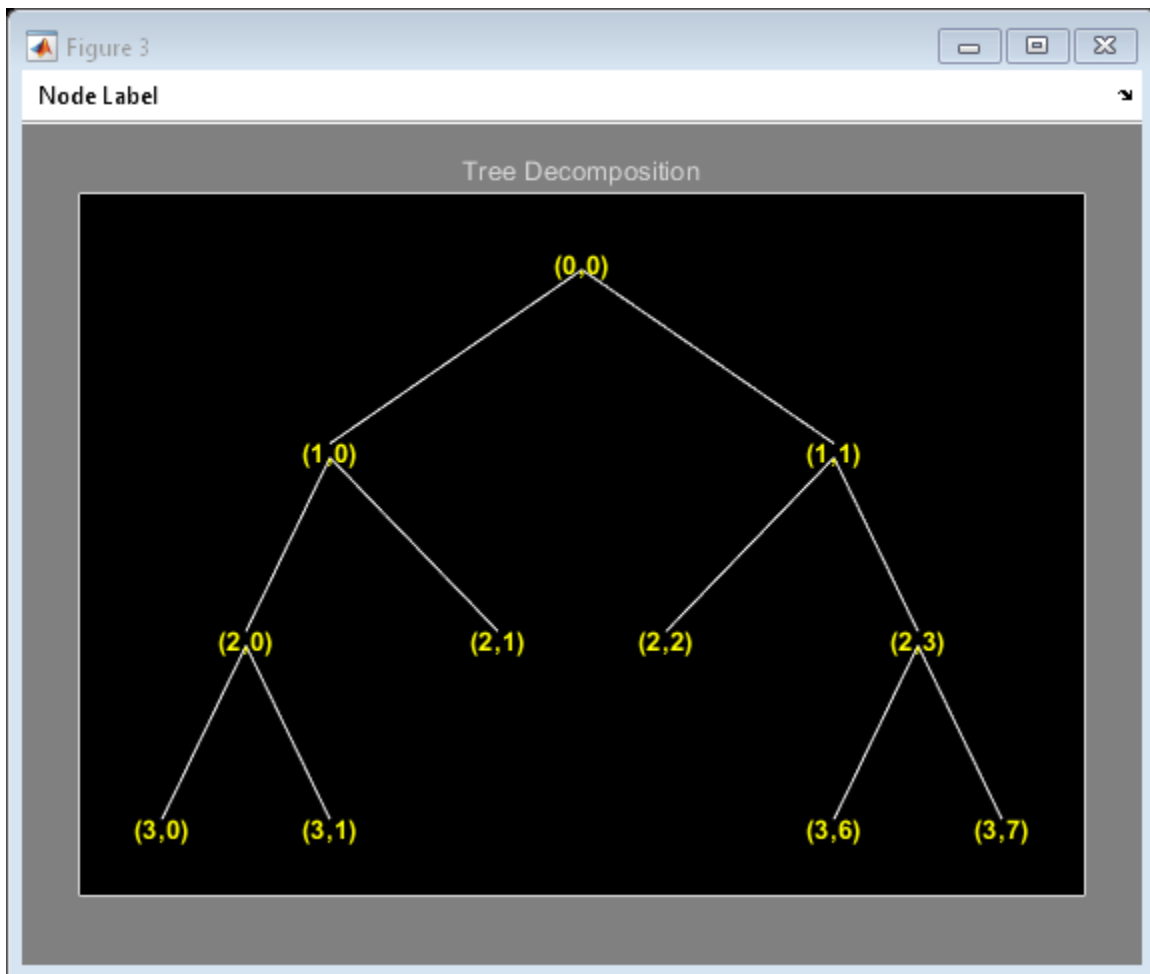 Figure 3
Node Label
Tree Decomposition
(0,0)
(1,0) (1,1)
(2,0) (2,1) (2,2) (2,3)
(3,0) (3,1) (3,6) (3,7)